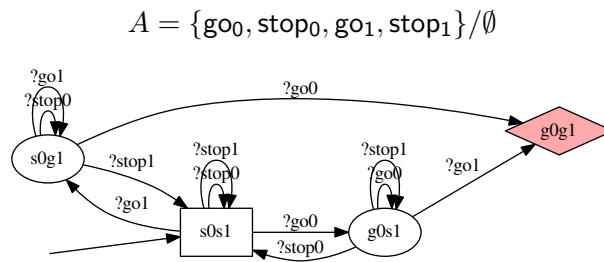 A = {go₀, stop₀, go₁, stop₁}/∅
?go1
?stop0
?go0
g0g1
s0g1
?stop1
?stop1
?stop0
?stop1
?go0
?go1
?go1
s0s1
?go0
g0s1
?stop0